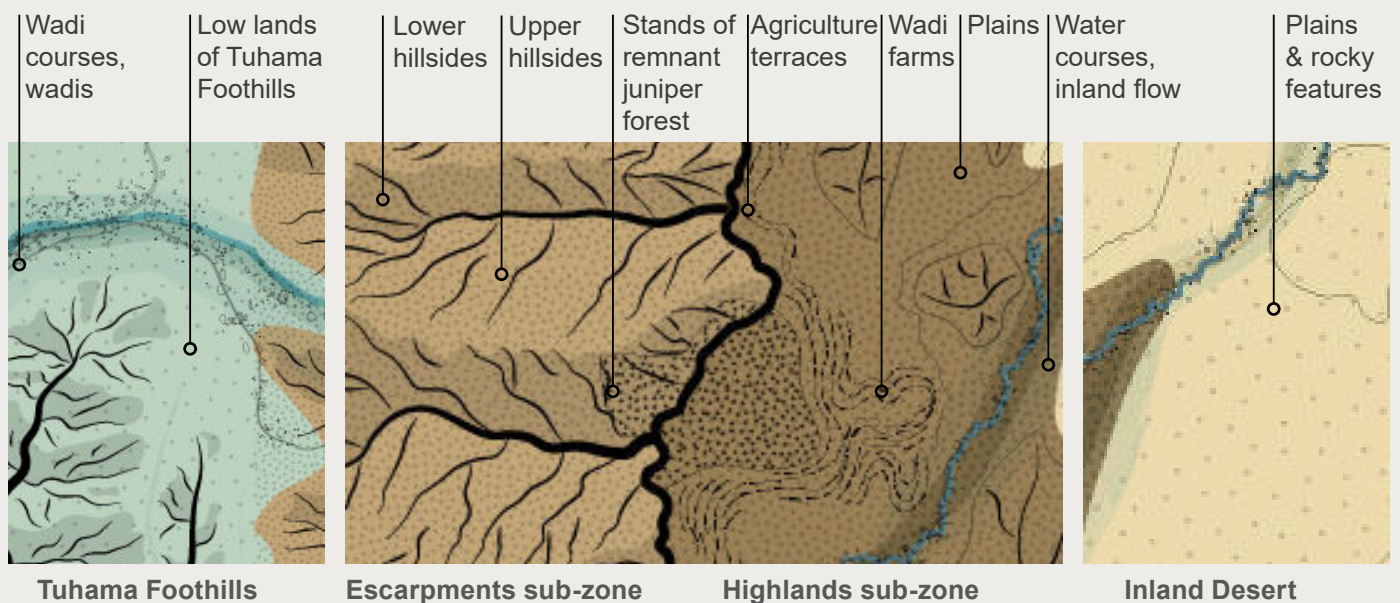 Wadi
courses,
wadis
Low lands
of Tuhama
Foothills
Lower
hillsides
Upper
hillsides
Stands of
remnant
juniper
forest
Agriculture
terraces
Wadi
farms
Plains
Water
courses,
inland flow
Plains
& rocky
features
Tuhama Foothills
Escarpments sub-zone
Highlands sub-zone
Inland Desert